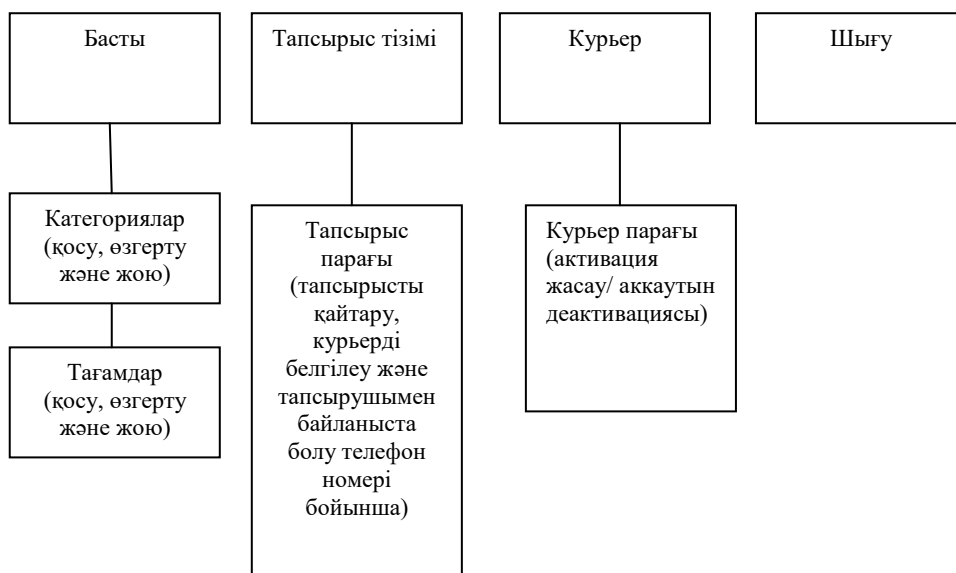 Басты
Тапсырыс тізімі
Курьер
Шығу
Категориялар
(қосу, өзгерту
және жою)
Тағамдар
(қосу, өзгерту
және жою)
Тапсырыс
парағы
(тапсырысты
қайтару,
курьерді
белгілеу және
тапсырушымен
байланыста
болу телефон
номері
бойынша)
Курьер парағы
(активация
жасау/ аккаутын
деактивациясы)